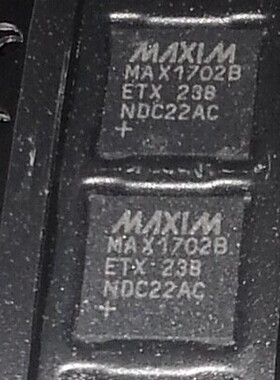 MAXIM
MAX1702B
ETX 238
NDC22AC
+
MAXIM
MAX1702B
ETX 238
NDC22AC
+